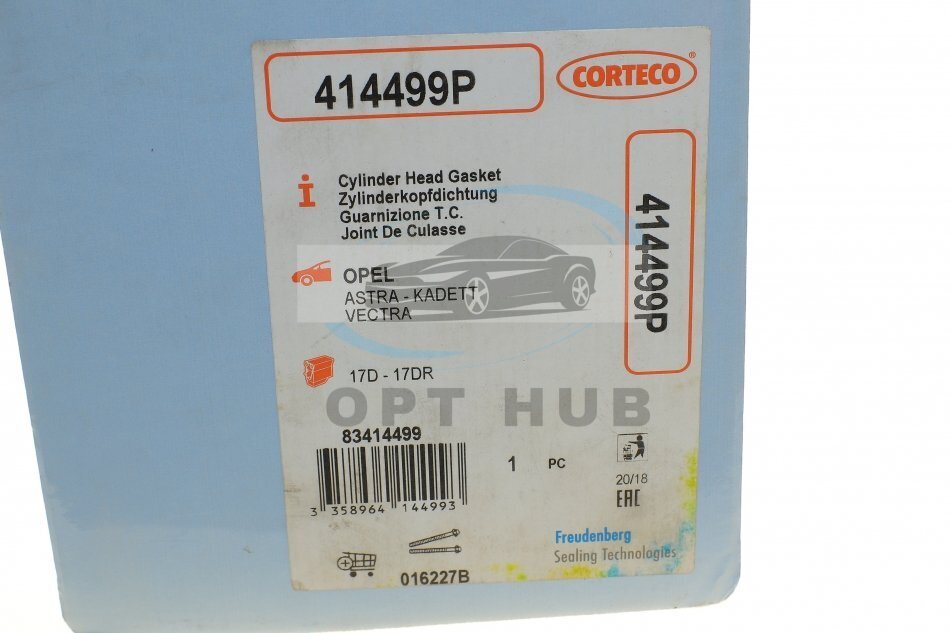 414499P
CORTECO®
414499P
Cylinder Head Gasket
Zylinderkopfdichtung
Guarnizione T.C.
Joint De Culasse
OPEL
ASTRA - KADETT
VECTRA
17D - 17DR
OPT HUB
83414499
1 PC
3 358964 144993
20/18
EAC
Freudenberg
Sealing Technologies
016227B